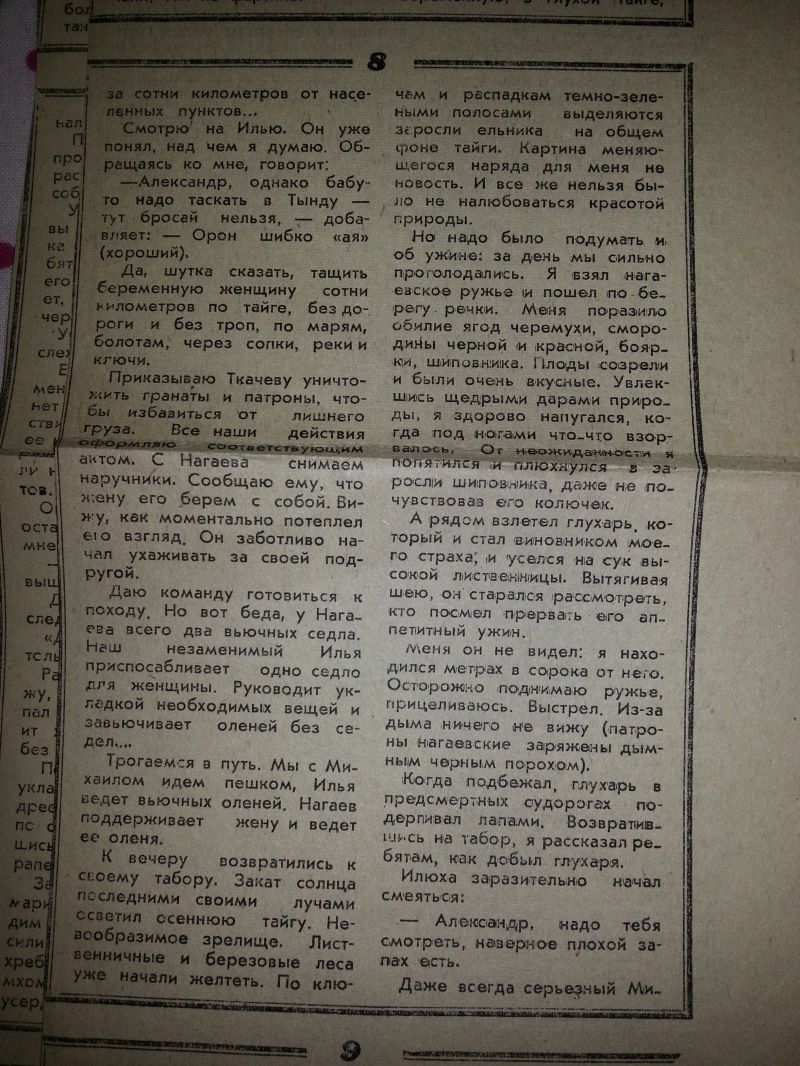 8
за сотни километров от насе-
ленных пунктов...
Смотрю на Илью. Он уже
понял, над чем я думаю. Об-
ращаясь ко мне, говорит:
—Александр, однако бабу-
то надо таскать в Тынду —
тут бросай нельзя, — доба-
вляет: — Орон шибко «ая»
(хороший).
Да, шутка сказать, тащить
беременную женщину сотни
километров по тайге, без до-
роги и без троп, по марям,
болотам, через сопки, реки и
ключи.
Приказываю Ткачеву уничто-
жить гранаты и патроны, что-
бы избавиться от лишнего
груза. Все наши действия
оформляю соответствующим
актом. С Нагаева снимаем
наручники. Сообщаю ему, что
жену его берем с собой. Ви-
жу, как моментально потеплел
его взгляд. Он заботливо на-
чал ухаживать за своей под-
ругой.
Даю команду готовиться к
походу. Но вот беда, у Нага-
ева всего два вьючных седла.
Наш незаменимый Илья
приспосабливает одно седло
для женщины. Руководит ук-
ладкой необходимых вещей и
завьючивает оленей без се-
дел...
Трогаемся в путь. Мы с Ми-
хаилом идем пешком, Илья
ведет вьючных оленей. Нагаев
поддерживает жену и ведет
ее оленя.
К вечеру возвратились к
своему табору. Закат солнца
последними своими лучами
осветил осеннюю тайгу. Не-
вообразимое зрелище. Лист-
венничные и березовые леса
уже начали желтеть. По клю-
чам и распадкам темно-зеле-
ными полосами выделяются
заросли ельника на общем
фоне тайги. Картина меняю-
щегося наряда для меня не
новость. И все же нельзя бы-
ло не налюбоваться красотой
природы.
Но надо было подумать и
об ужине: за день мы сильно
проголодались. Я взял нага-
евское ружье и пошел по бе-
регу речки. Меня поразило
обилие ягод черемухи, сморо-
дины черной и красной, бояр-
ки, шиповника. Плоды созрели
и были очень вкусные. Увлек-
шись щедрыми дарами приро-
ды, я здорово напугался, ко-
гда под ногами что-что взор-
валось. От неожиданности я
попятился и плюхнулся в за-
росли шиповника, даже не по-
чувствовав его колючек.
А рядом взлетел глухарь, ко-
торый и стал виновником мое-
го страха, и уселся на сук вы-
сокой лиственницы. Вытягивая
шею, он старался рассмотреть,
кто посмел прервать его ап-
петитный ужин.
Меня он не видел: я нахо-
дился метрах в сорока от него.
Осторожно поднимаю ружье,
прицеливаюсь. Выстрел. Из-за
дыма ничего не вижу (патро-
ны нагаевские заряжены дым-
ным черным порохом).
Когда подбежал, глухарь в
предсмертных судорогах по-
дергивал лапами. Возвратив-
шись на табор, я рассказал ре-
бятам, как добыл глухаря.
Илюха заразительно начал
смеяться:
— Александр, надо тебя
смотреть, наверное плохой за-
пах есть.
Даже всегда серьезный Ми-
9